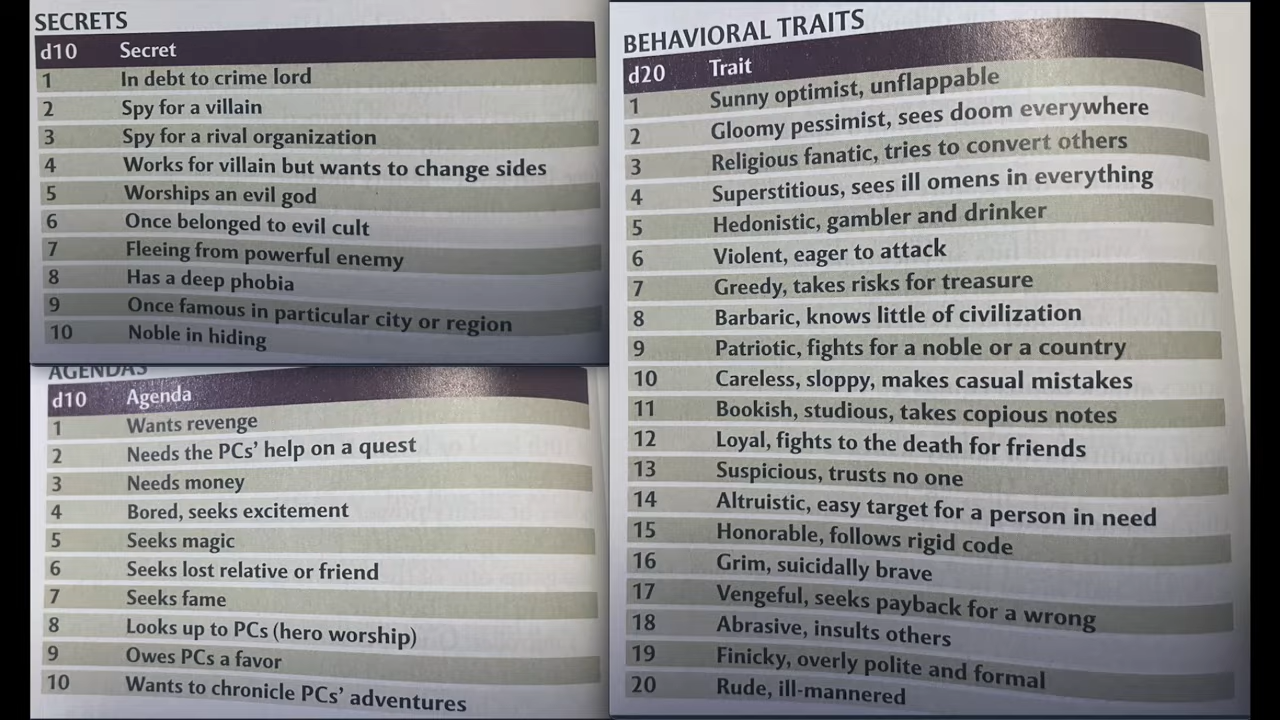 SECRETS
d10 Secret
1 In debt to crime lord
2 Spy for a villain
3 Spy for a rival organization
4 Works for villain but wants to change sides
5 Worships an evil god
6 Once belonged to evil cult
7 Fleeing from powerful enemy
8 Has a deep phobia
9 Once famous in particular city or region
10 Noble in hiding
AGENDAS
d10 Agenda
1 Wants revenge
2 Needs the PCs' help on a quest
3 Needs money
4 Bored, seeks excitement
5 Seeks magic
6 Seeks lost relative or friend
7 Seeks fame
8 Looks up to PCs (hero worship)
9 Owes PCs a favor
10 Wants to chronicle PCs' adventures
BEHAVIORAL TRAITS
d20 Trait
1 Sunny optimist, unflappable
2 Gloomy pessimist, sees doom everywhere
3 Religious fanatic, tries to convert others
4 Superstitious, sees ill omens in everything
5 Hedonistic, gambler and drinker
6 Violent, eager to attack
7 Greedy, takes risks for treasure
8 Barbaric, knows little of civilization
9 Patriotic, fights for a noble or a country
10 Careless, sloppy, makes casual mistakes
11 Bookish, studious, takes copious notes
12 Loyal, fights to the death for friends
13 Suspicious, trusts no one
14 Altruistic, easy target for a person in need
15 Honorable, follows rigid code
16 Grim, suicidally brave
17 Vengeful, seeks payback for a wrong
18 Abrasive, insults others
19 Finicky, overly polite and formal
20 Rude, ill-mannered